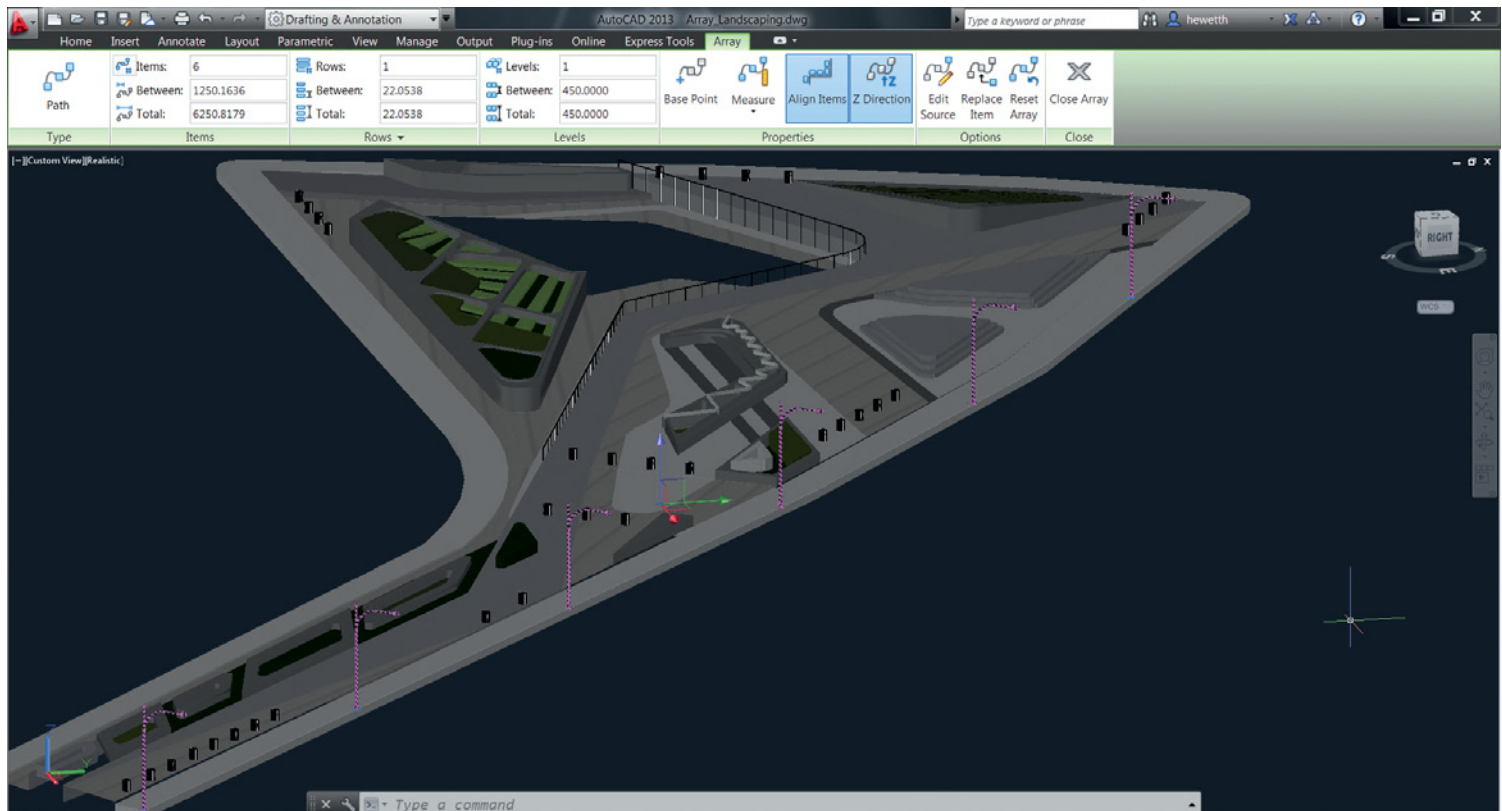 Drafting & Annotation
AutoCAD 2013 Array_Landscaping.dwg
Type a keyword or phrase
hewetth
Home Insert Annotate Layout Parametric View Manage Output Plug-ins Online Express Tools Array
Path
Items: 6
Between: 1250.1636
Total: 6250.8179
Rows: 1
Between: 22.0538
Total: 22.0538
Levels: 1
Between: 450.0000
Total: 450.0000
Base Point
Measure
Align Items
Z Direction
Edit Source
Replace Item
Reset Array
Close Array
Type Items Rows Levels Properties Options Close
[−][Custom View][Realistic]
RIGHT
WCS
Y
Type a command